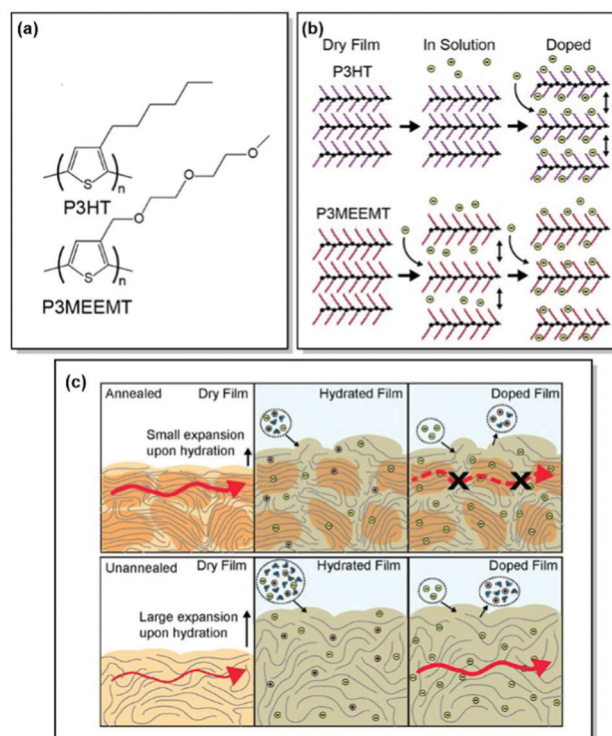 (a)
S
n
P3HT
O
O
O
S
n
P3MEEMT
(b)
Dry Film In Solution Doped
P3HT
P3MEEMT
(c)
Annealed Dry Film Hydrated Film Doped Film
Small expansion
upon hydration
X X
Unannealed Dry Film Hydrated Film Doped Film
Large expansion
upon hydration